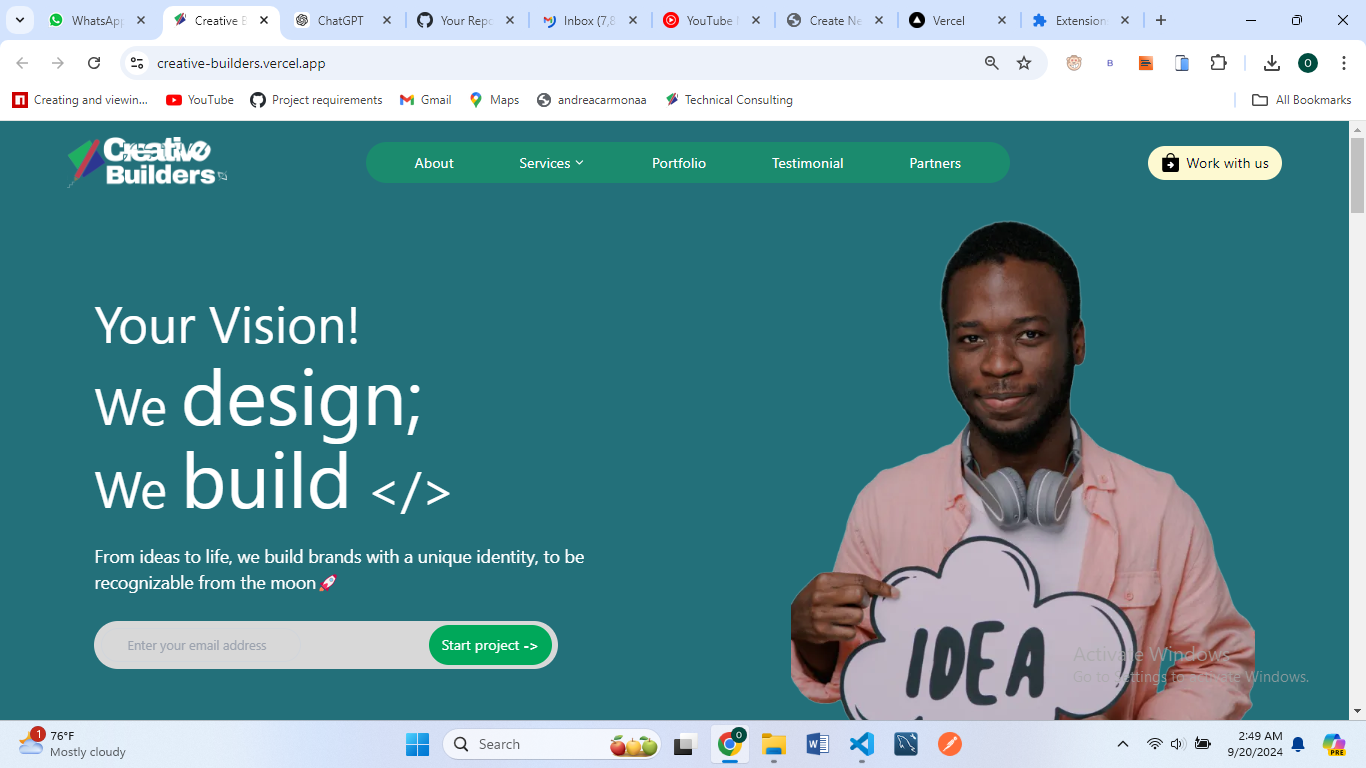 WhatsApp
Creative B
ChatGPT
Your Repo
Inbox (7,8
YouTube
Create Ne
Vercel
Extension
creative-builders.vercel.app
B
O
Creating and viewin...
YouTube
Project requirements
Gmail
Maps
andreacarmonaa
Technical Consulting
All Bookmarks
Creative
Builders
About
Services
Portfolio
Testimonial
Partners
Work with us
Your Vision!
We design;
We build </>
From ideas to life, we build brands with a unique identity, to be
recognizable from the moon🚀
Enter your email address
Start project ->
IDEA
Activate Windows
Go to Settings to activate Windows.
1
76°F
Mostly cloudy
Search
O
W
2:49 AM
9/20/2024
PRE